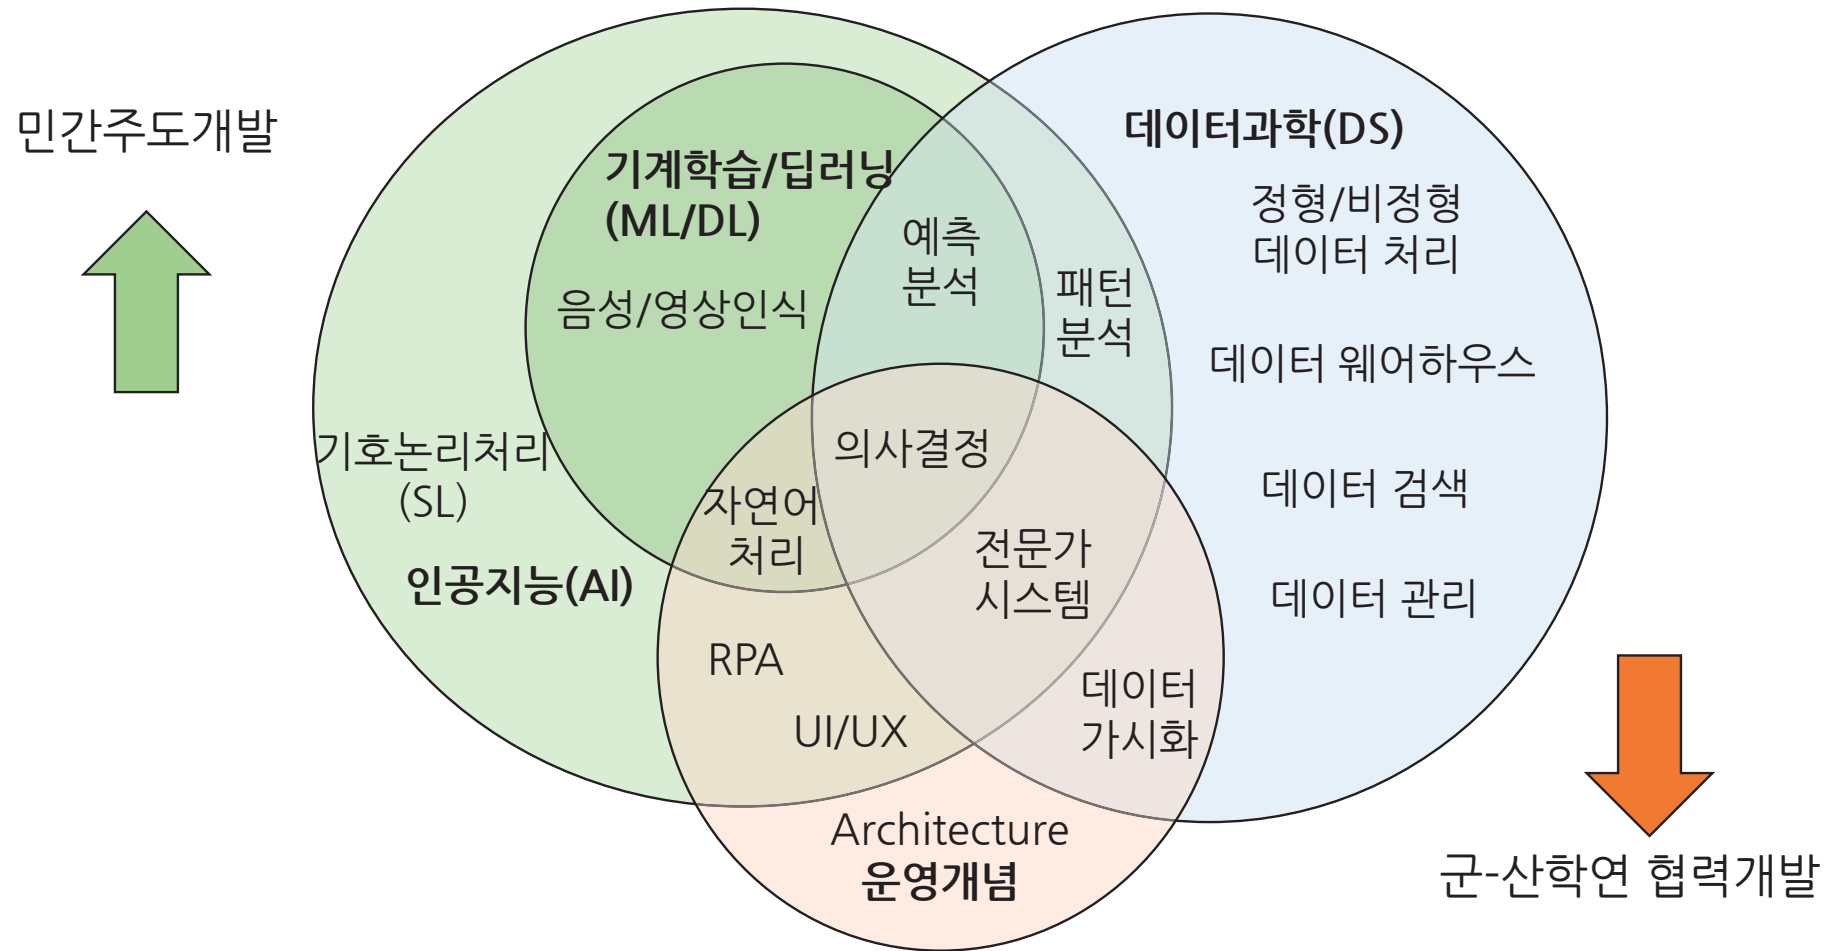 민간주도개발
기계학습/딥러닝
(ML/DL)
음성/영상인식
기호논리처리
(SL)
인공지능(AI)
예측
분석
패턴
분석
의사결정
자연어
처리
전문가
시스템
RPA
UI/UX
데이터
가시화
Architecture
운영개념
데이터과학(DS)
정형/비정형
데이터 처리
데이터 웨어하우스
데이터 검색
데이터 관리
군-산학연 협력개발